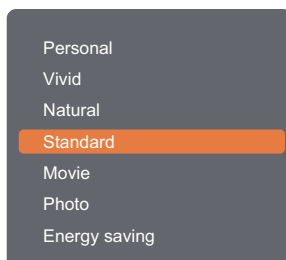 Personal
Vivid
Natural
Standard
Movie
Photo
Energy saving